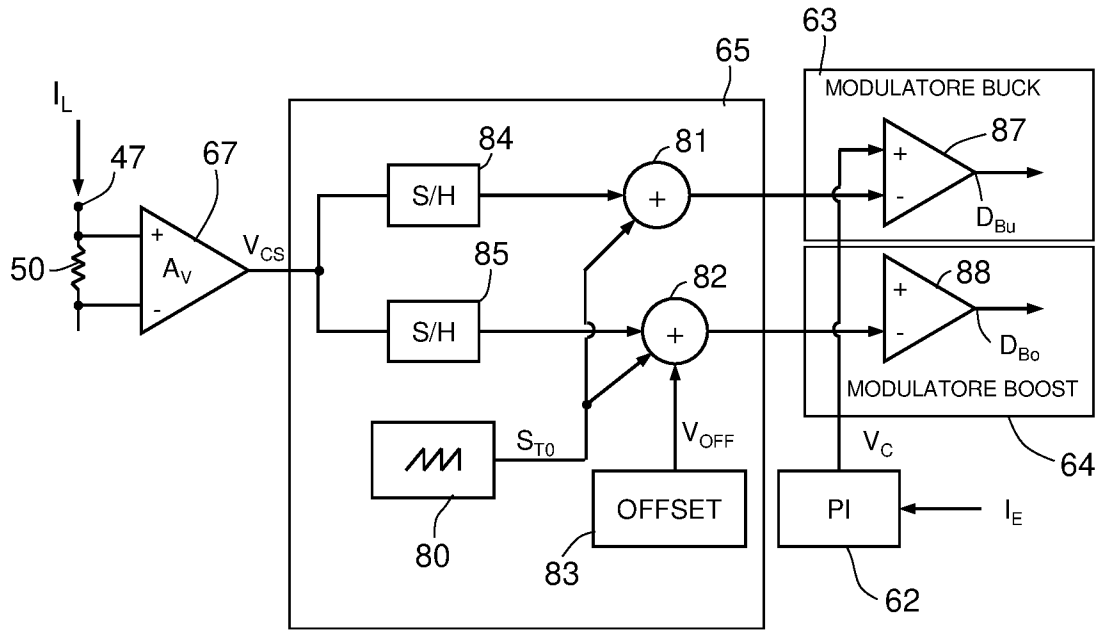 63
65
I_L
MODULATORE BUCK
47
67
84
81
87
+
S/H
+
-
D_Bu
V_CS
50
+
A_V
-
85
82
88
+
S/H
+
-
D_Bo
MODULATORE BOOST
S_T0
V_OFF
V_C
64
OFFSET
PI
I_E
80
83
62